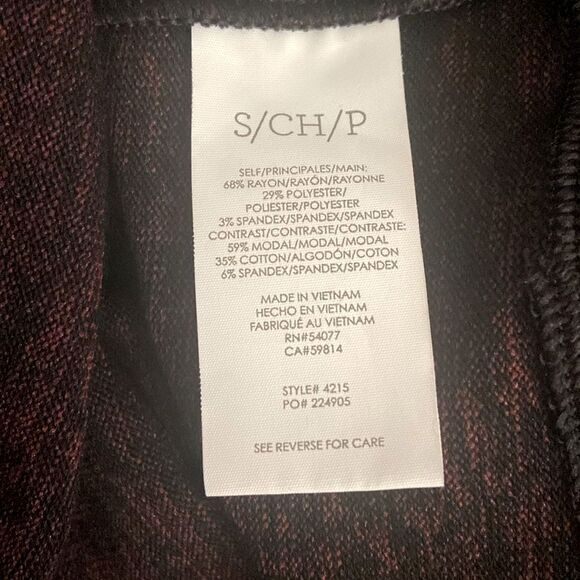 S/CH/P
SELF/PRINCIPALES/MAIN:
68% RAYON/RAYÓN/RAYONNE
29% POLYESTER/
POLIESTER/POLYESTER
3% SPANDEX/SPANDEX/SPANDEX
CONTRAST/CONTRASTE/CONTRASTE:
59% MODAL/MODAL/MODAL
35% COTTON/ALGODÓN/COTON
6% SPANDEX/SPANDEX/SPANDEX
MADE IN VIETNAM
HECHO EN VIETNAM
FABRIQUÉ AU VIETNAM
RN#54077
CA#59814
STYLE# 4215
PO# 224905
SEE REVERSE FOR CARE